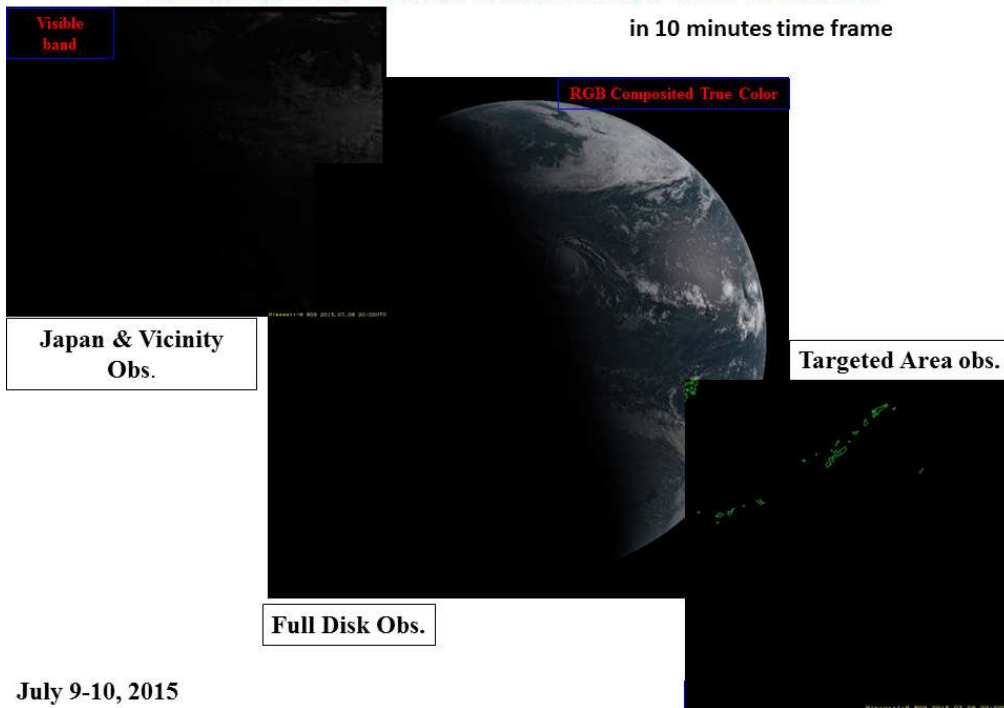 in 10 minutes time frame
Visible
band
RGB Composited True Color
Japan & Vicinity
Obs.
Targeted Area obs.
Full Disk Obs.
July 9-10, 2015